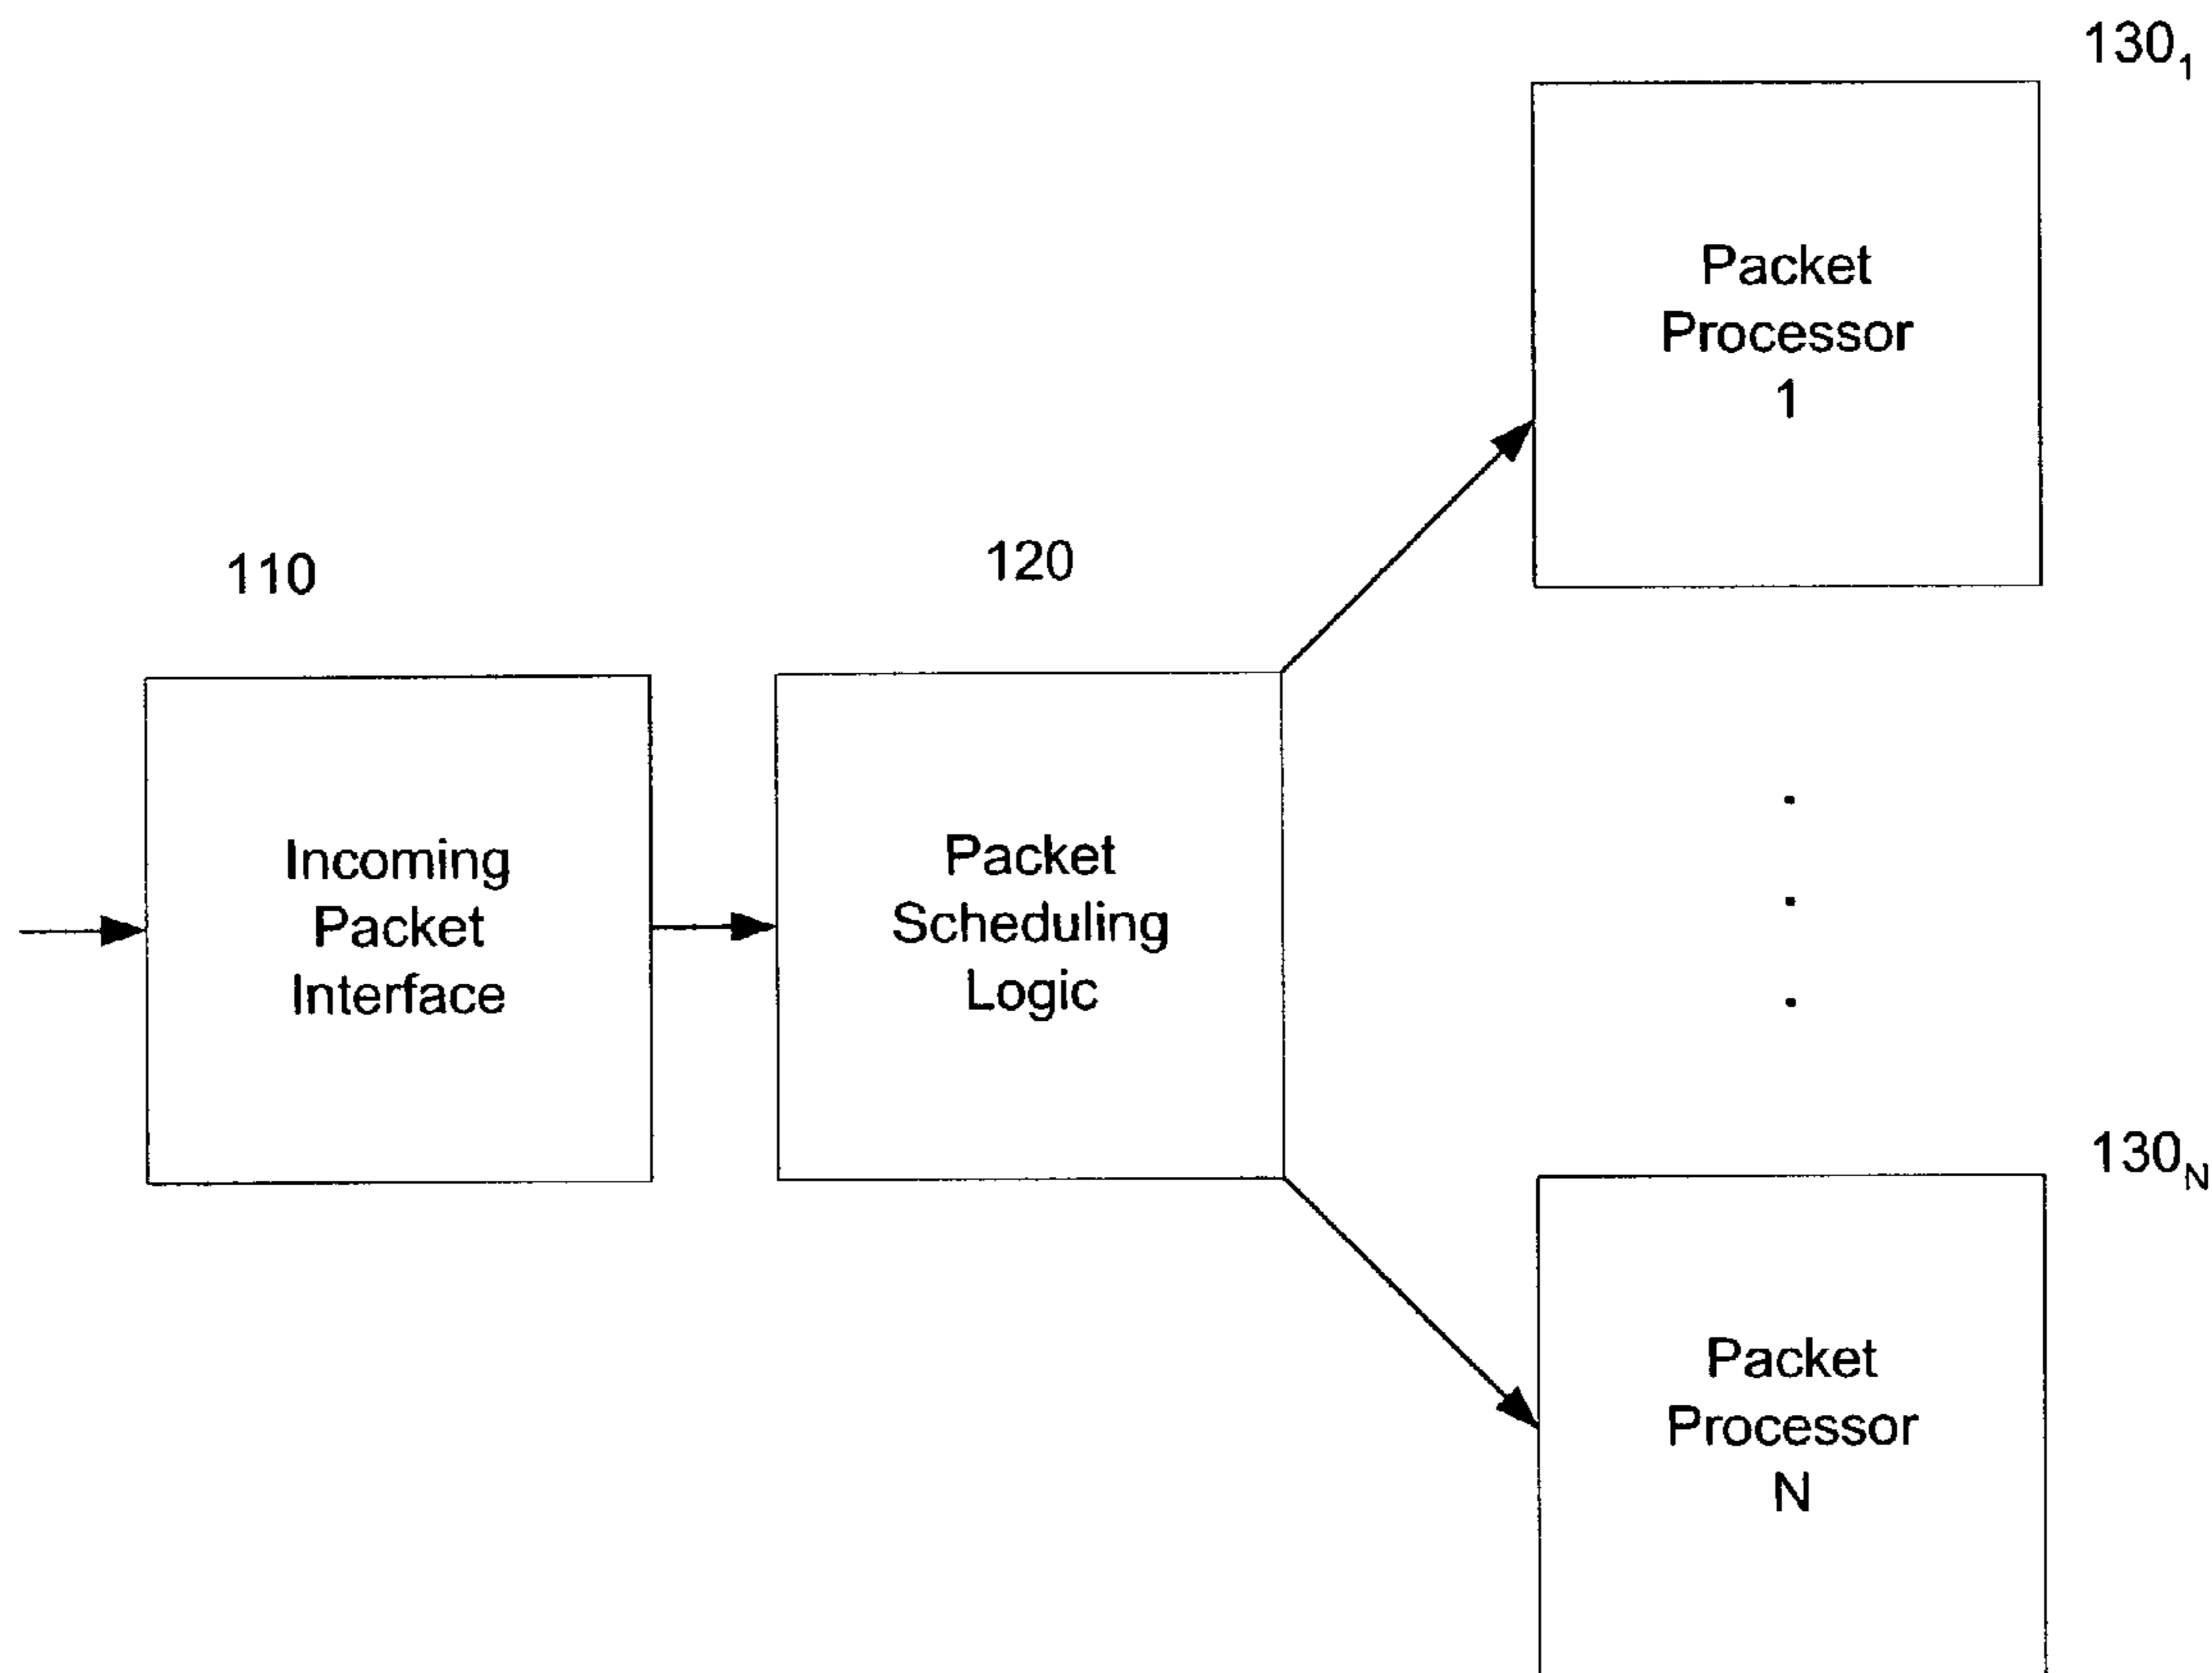 130₁
Packet
Processor
1
110
120
Incoming
Packet
Interface
Packet
Scheduling
Logic
.
.
.
130N
Packet
Processor
N